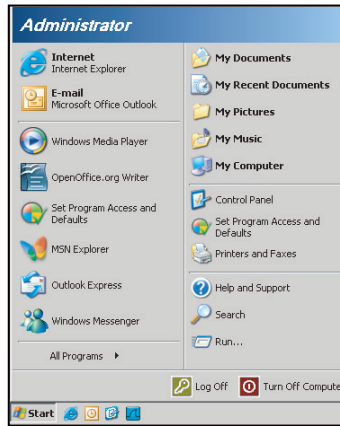 Administrator
Internet
Internet Explorer
E-mail
Microsoft Office Outlook
Windows Media Player
OpenOffice.org Writer
Set Program Access and
Defaults
MSN Explorer
Outlook Express
Windows Messenger
All Programs
My Documents
My Recent Documents
My Pictures
My Music
My Computer
Control Panel
Set Program Access and
Defaults
Printers and Faxes
Help and Support
Search
Run...
Log Off
Turn Off Compute
Start